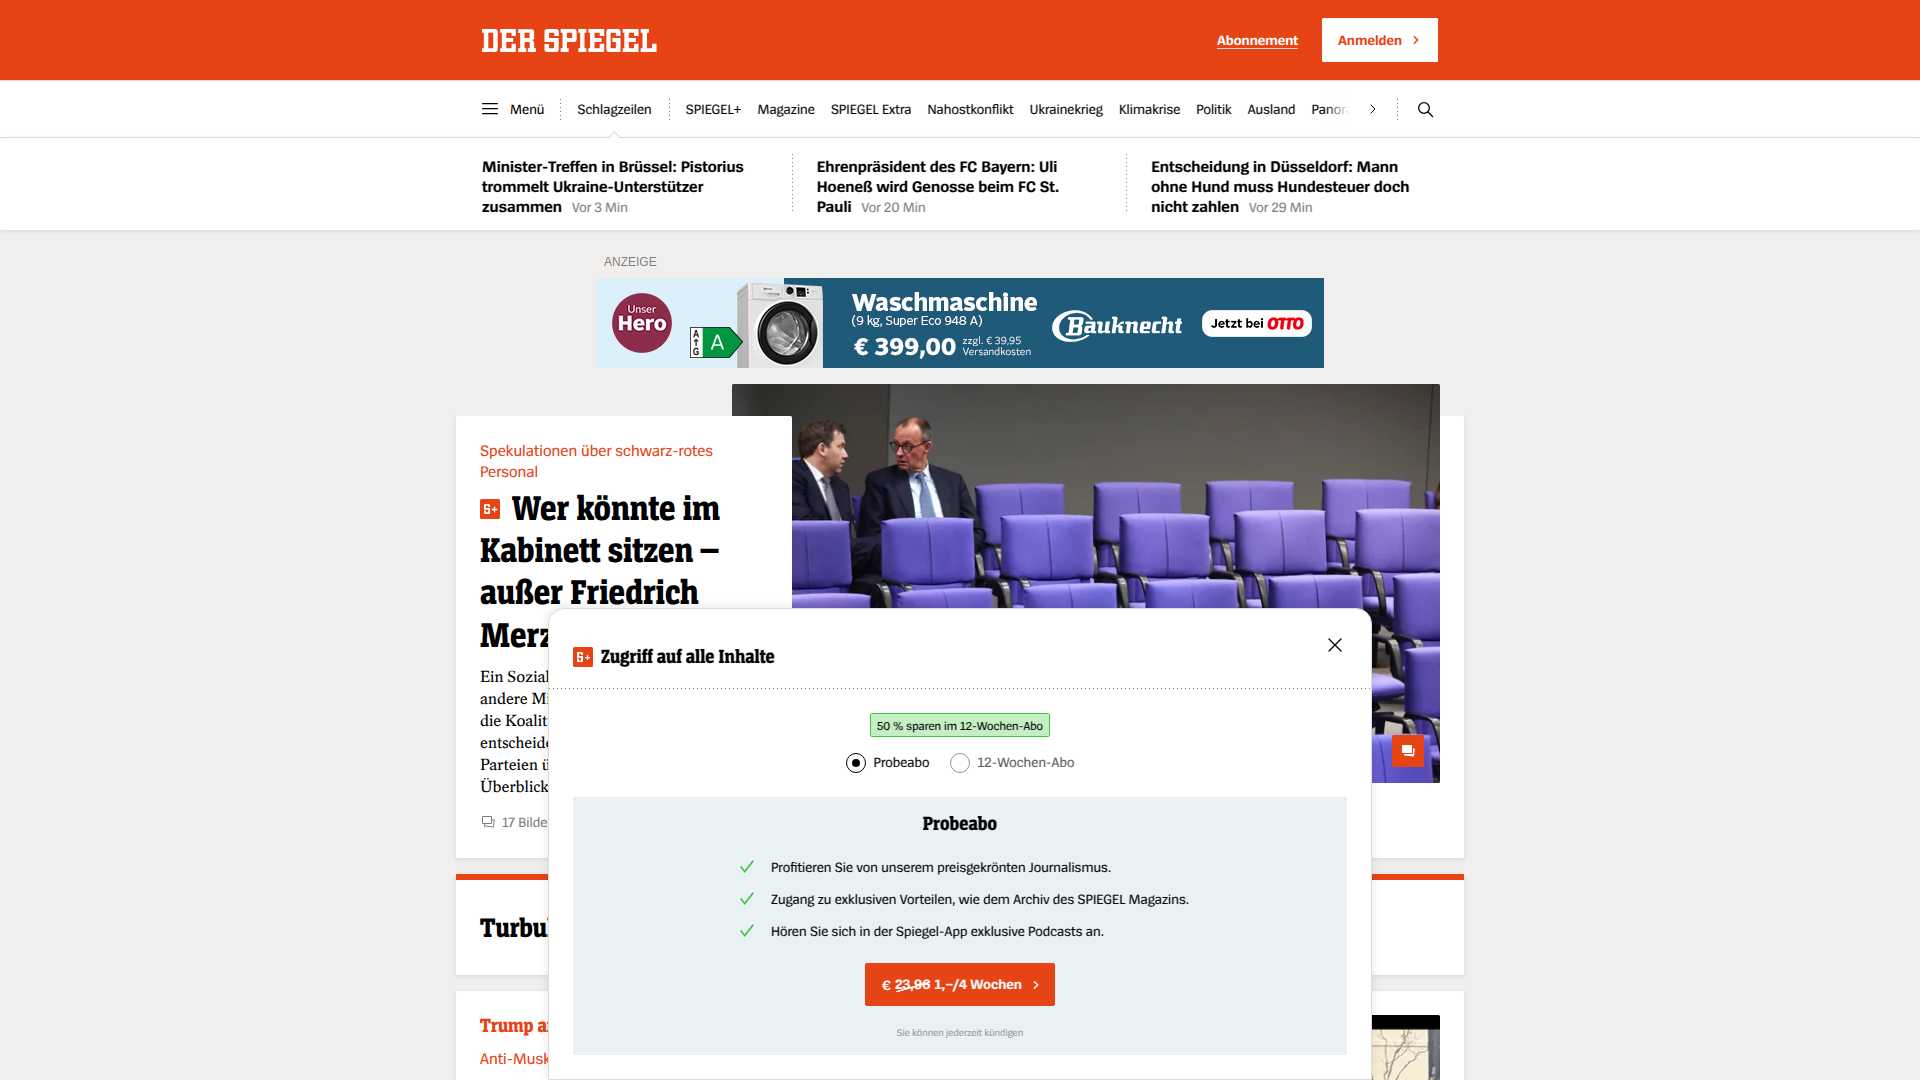 DER SPIEGEL
Abonnement
Anmelden
Menü
Schlagzeilen
SPIEGEL+
Magazine
SPIEGEL Extra
Nahostkonflikt
Ukrainekrieg
Klimakrise
Politik
Ausland
Minister-Treffen in Brüssel: Pistorius
trommelt Ukraine-Unterstützer
zusammen Vor 3 Min
Ehrenpräsident des FC Bayern: Uli
Hoeneß wird Genosse beim FC St.
Pauli Vor 20 Min
Entscheidung in Düsseldorf: Mann
ohne Hund muss Hundesteuer doch
nicht zahlen Vor 29 Min
ANZEIGE
Unser
Hero
A
G
A
Waschmaschine
(9 kg, Super Eco 948 A)
€ 399,00
zzgl. € 39,95
Versandkosten
Bauknecht
Jetzt bei OTTO
Spekulationen über schwarz-rotes
Personal
Wer könnte im
Kabinett sitzen –
außer Friedrich
Merz
Ein Sozial
andere M
die Koalit
entscheide
Parteien ü
Überblick
17 Bilde
Zugriff auf alle Inhalte
50 % sparen im 12-Wochen-Abo
Probeabo
12-Wochen-Abo
Probeabo
Profitieren Sie von unserem preisgekrönten Journalismus.
Zugang zu exklusiven Vorteilen, wie dem Archiv des SPIEGEL Magazins.
Hören Sie sich in der Spiegel-App exklusive Podcasts an.
€ 23,96 1,–/4 Wochen
Sie können jederzeit kündigen
Turbu
Trump a
Anti-Musk